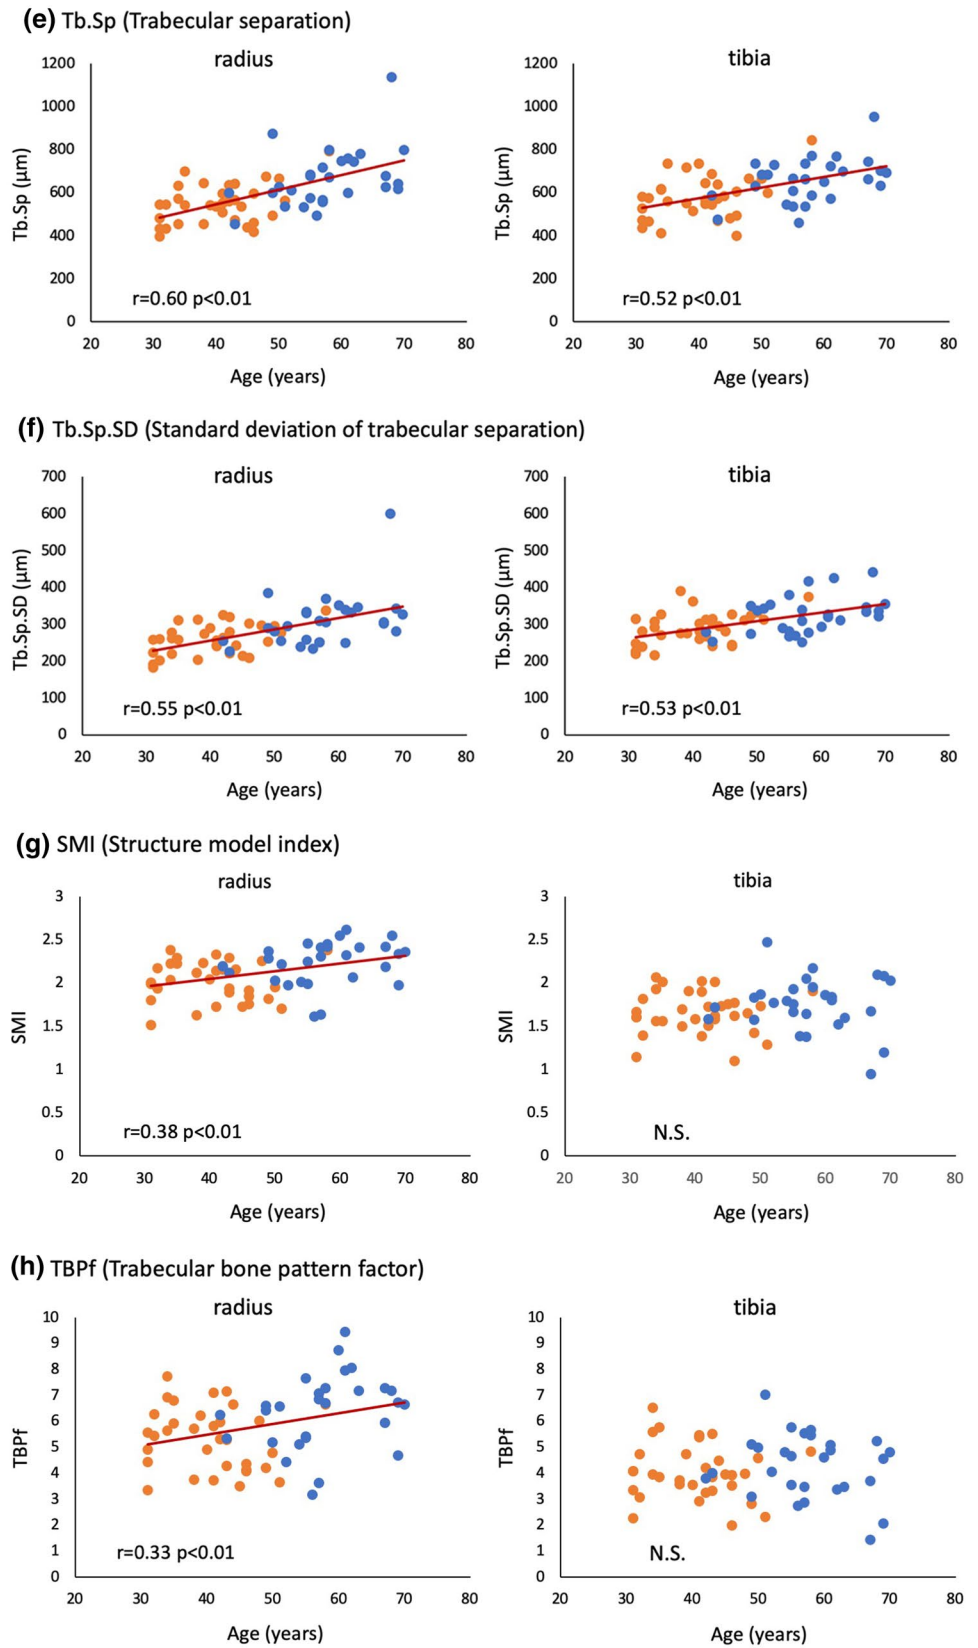 (e) Tb.Sp (Trabecular separation)
radius
tibia
1200
1000
800
600
400
200
0
Tb.Sp (μm)
r=0.60 p<0.01
20 30 40 50 60 70 80
Age (years)
1200
1000
800
600
400
200
0
Tb.Sp (μm)
r=0.52 p<0.01
20 30 40 50 60 70 80
Age (years)
(f) Tb.Sp.SD (Standard deviation of trabecular separation)
radius
tibia
700
600
500
400
300
200
100
0
Tb.Sp.SD (μm)
r=0.55 p<0.01
20 30 40 50 60 70 80
Age (years)
700
600
500
400
300
200
100
0
Tb.Sp.SD (μm)
r=0.53 p<0.01
20 30 40 50 60 70 80
Age (years)
(g) SMI (Structure model index)
radius
tibia
3
2.5
2
1.5
1
0.5
0
SMI
r=0.38 p<0.01
20 30 40 50 60 70 80
Age (years)
3
2.5
2
1.5
1
0.5
0
SMI
N.S.
20 30 40 50 60 70 80
Age (years)
(h) TBPf (Trabecular bone pattern factor)
radius
tibia
10
9
8
7
6
5
4
3
2
1
0
TBPf
r=0.33 p<0.01
20 30 40 50 60 70 80
Age (years)
10
9
8
7
6
5
4
3
2
1
0
TBPf
N.S.
20 30 40 50 60 70 80
Age (years)